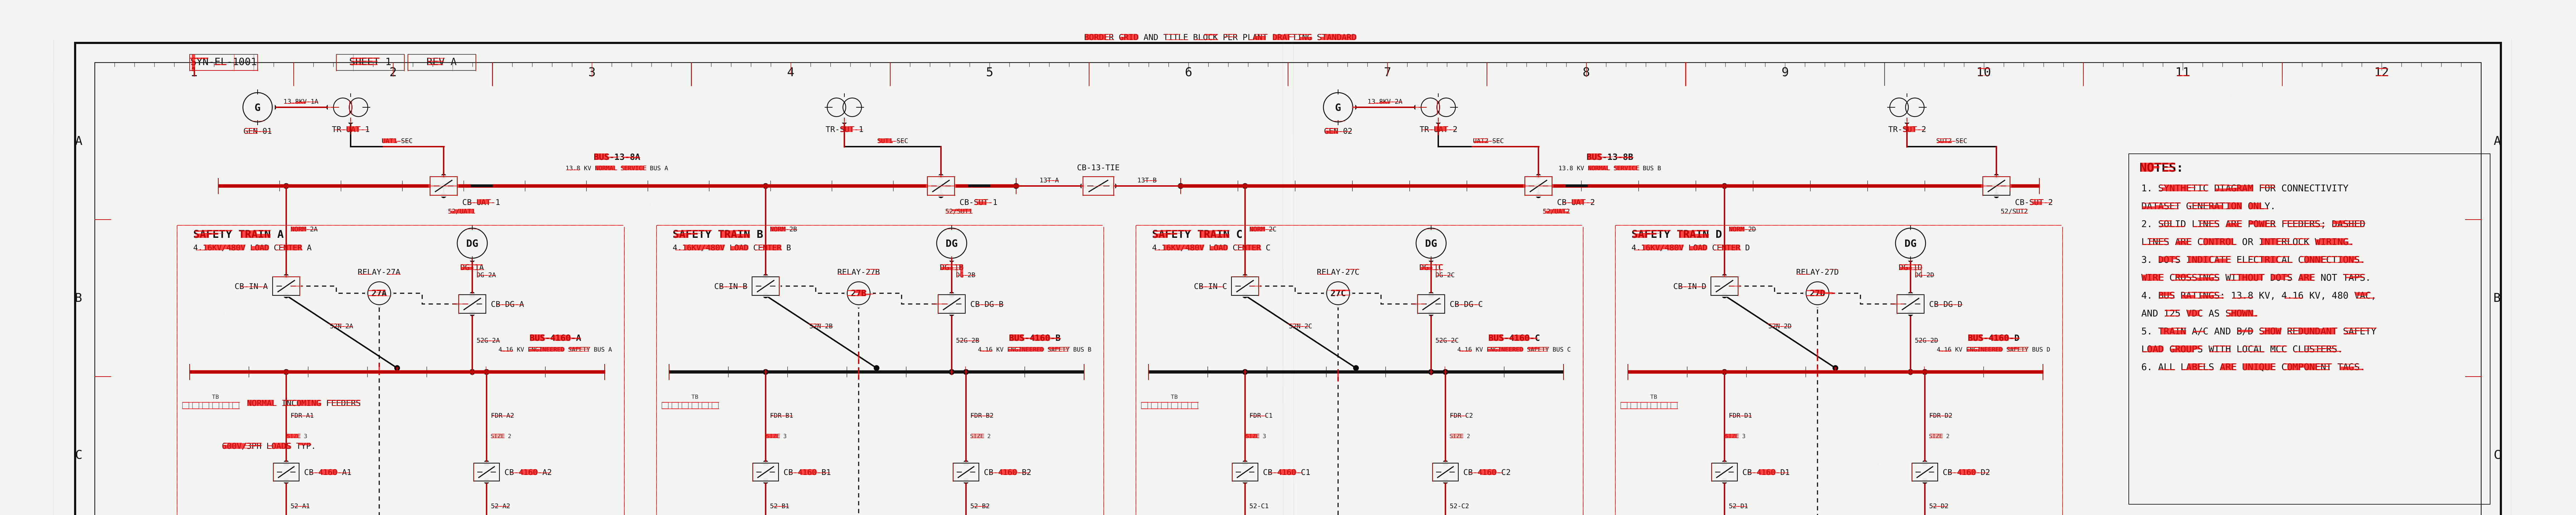 BORDER GRID AND TITLE BLOCK PER PLANT DRAFTING STANDARD
SYN-EL-1001 SHEET 1 REV A
1 2 3 4 5 6 7 8 9 10 11 12
G 13.8KV-1A G 13.8KV-2A
GEN-01 TR-UAT-1 TR-SUT-1 GEN-02 TR-UAT-2 TR-SUT-2
A UAT1-SEC SUT1-SEC UAT2-SEC SUT2-SEC A
BUS-13-8A BUS-13-8B
13.8 KV NORMAL SERVICE BUS A CB-13-TIE 13.8 KV NORMAL SERVICE BUS B
13T-A 13T-B
CB-UAT-1 CB-SUT-1 CB-UAT-2 CB-SUT-2
52/UAT1 52/SUT1 52/UAT2 52/SUT2
NORM-2A NORM-2B NORM-2C NORM-2D
SAFETY TRAIN A SAFETY TRAIN B SAFETY TRAIN C SAFETY TRAIN D
4.16KV/480V LOAD CENTER A 4.16KV/480V LOAD CENTER B 4.16KV/480V LOAD CENTER C 4.16KV/480V LOAD CENTER D
DG DG DG DG
DG-1A DG-1B DG-1C DG-1D
RELAY-27A DG-2A RELAY-27B DG-2B RELAY-27C DG-2C RELAY-27D DG-2D
B CB-IN-A 27A CB-DG-A CB-IN-B 27B CB-DG-B CB-IN-C 27C CB-DG-C CB-IN-D 27D CB-DG-D B
52N-2A 52N-2B 52N-2C 52N-2D
52G-2A BUS-4160-A 52G-2B BUS-4160-B 52G-2C BUS-4160-C 52G-2D BUS-4160-D
4.16 KV ENGINEERED SAFETY BUS A 4.16 KV ENGINEERED SAFETY BUS B 4.16 KV ENGINEERED SAFETY BUS C 4.16 KV ENGINEERED SAFETY BUS D
TB TB TB TB
NORMAL INCOMING FEEDERS
FDR-A1 FDR-A2 FDR-B1 FDR-B2 FDR-C1 FDR-C2 FDR-D1 FDR-D2
3 SIZE 2 3 SIZE 2 3 SIZE 2 3 SIZE 2
/3PH LOADS TYP.
C C
CB-4160-A1 CB-4160-A2 CB-4160-B1 CB-4160-B2 CB-4160-C1 CB-4160-C2 CB-4160-D1 CB-4160-D2
52-A1 52-A2 52-B1 52-B2 52-C1 52-C2 52-D1 52-D2
NOTES:
1. SYNTHETIC DIAGRAM FOR CONNECTIVITY
DATASET GENERATION ONLY.
2. SOLID LINES ARE POWER FEEDERS; DASHED
LINES ARE CONTROL OR INTERLOCK WIRING.
3. DOTS INDICATE ELECTRICAL CONNECTIONS.
WIRE CROSSINGS WITHOUT DOTS ARE NOT TAPS.
4. BUS RATINGS: 13.8 KV, 4.16 KV, 480 VAC,
AND 125 VDC AS SHOWN.
5. TRAIN A/C AND B/D SHOW REDUNDANT SAFETY
LOAD GROUPS WITH LOCAL MCC CLUSTERS.
6. ALL LABELS ARE UNIQUE COMPONENT TAGS.